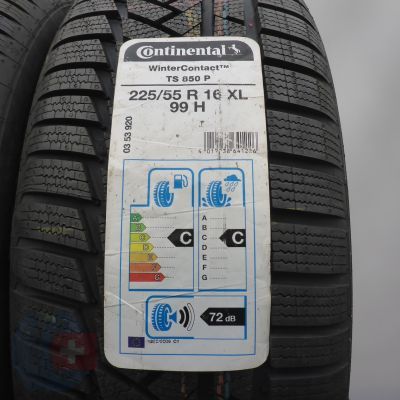 Continental
WinterContact™
TS 850 P
225/55 R 16 XL
99 H
03 53 920
A
B
C
D
E
F
G
C
A
B
C
D
E
F
G
C
72 dB